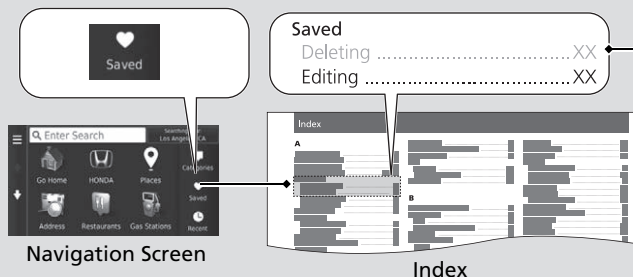 Saved
Saved
Deleting ........................................ XX
Editing ........................................... XX
Enter Search
Los Angeles, CA
Go Home
HONDA
Places
Categories
Address
Restaurants
Gas Stations
Saved
Recent
Navigation Screen
Index
A
B
Index